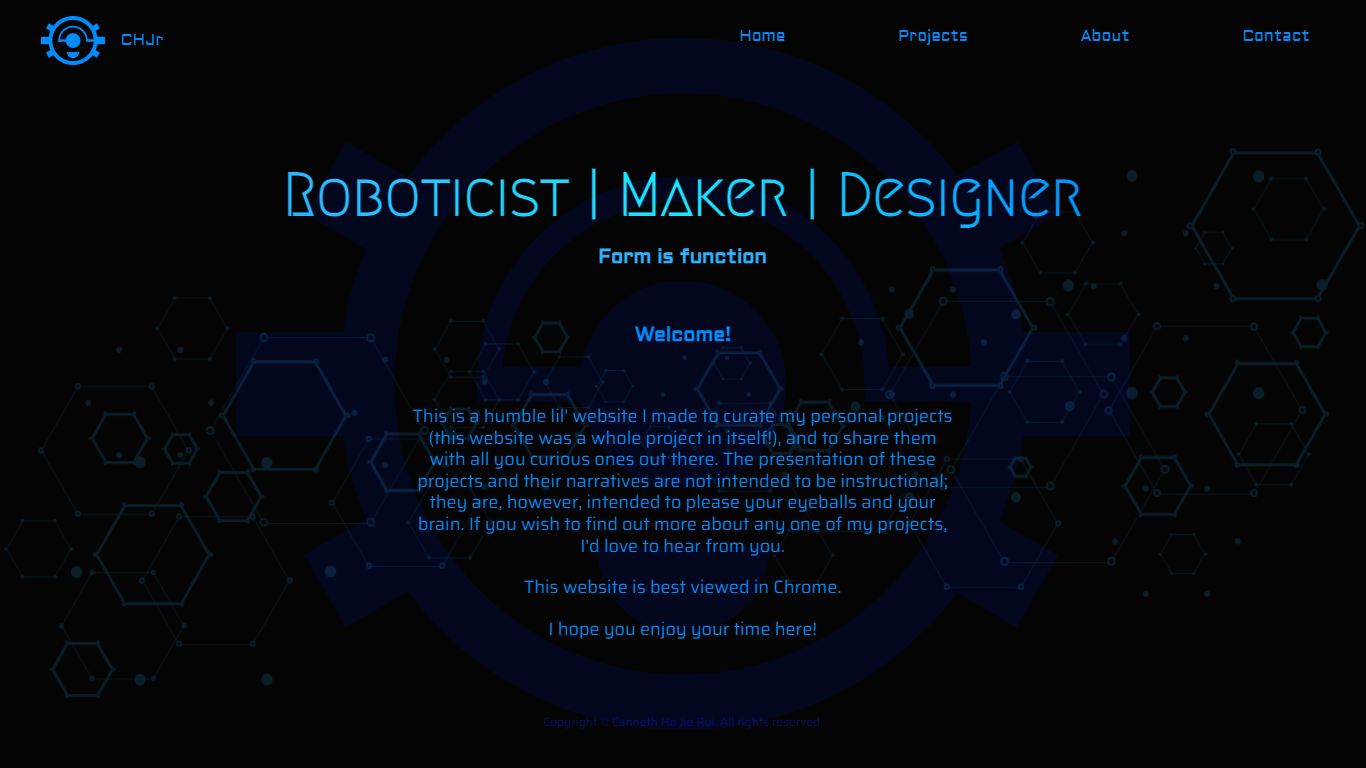 CHJr
Home
Projects
About
Contact
Roboticist | Maker | Designer
Form is function
Welcome!
This is a humble lil' website I made to curate my personal projects
(this website was a whole project in itself!), and to share them
with all you curious ones out there. The presentation of these
projects and their narratives are not intended to be instructional;
they are, however, intended to please your eyeballs and your
brain. If you wish to find out more about any one of my projects,
I'd love to hear from you.
This website is best viewed in Chrome.
I hope you enjoy your time here!
Copyright © Cannoth Ho Jie Rui. All rights reserved.